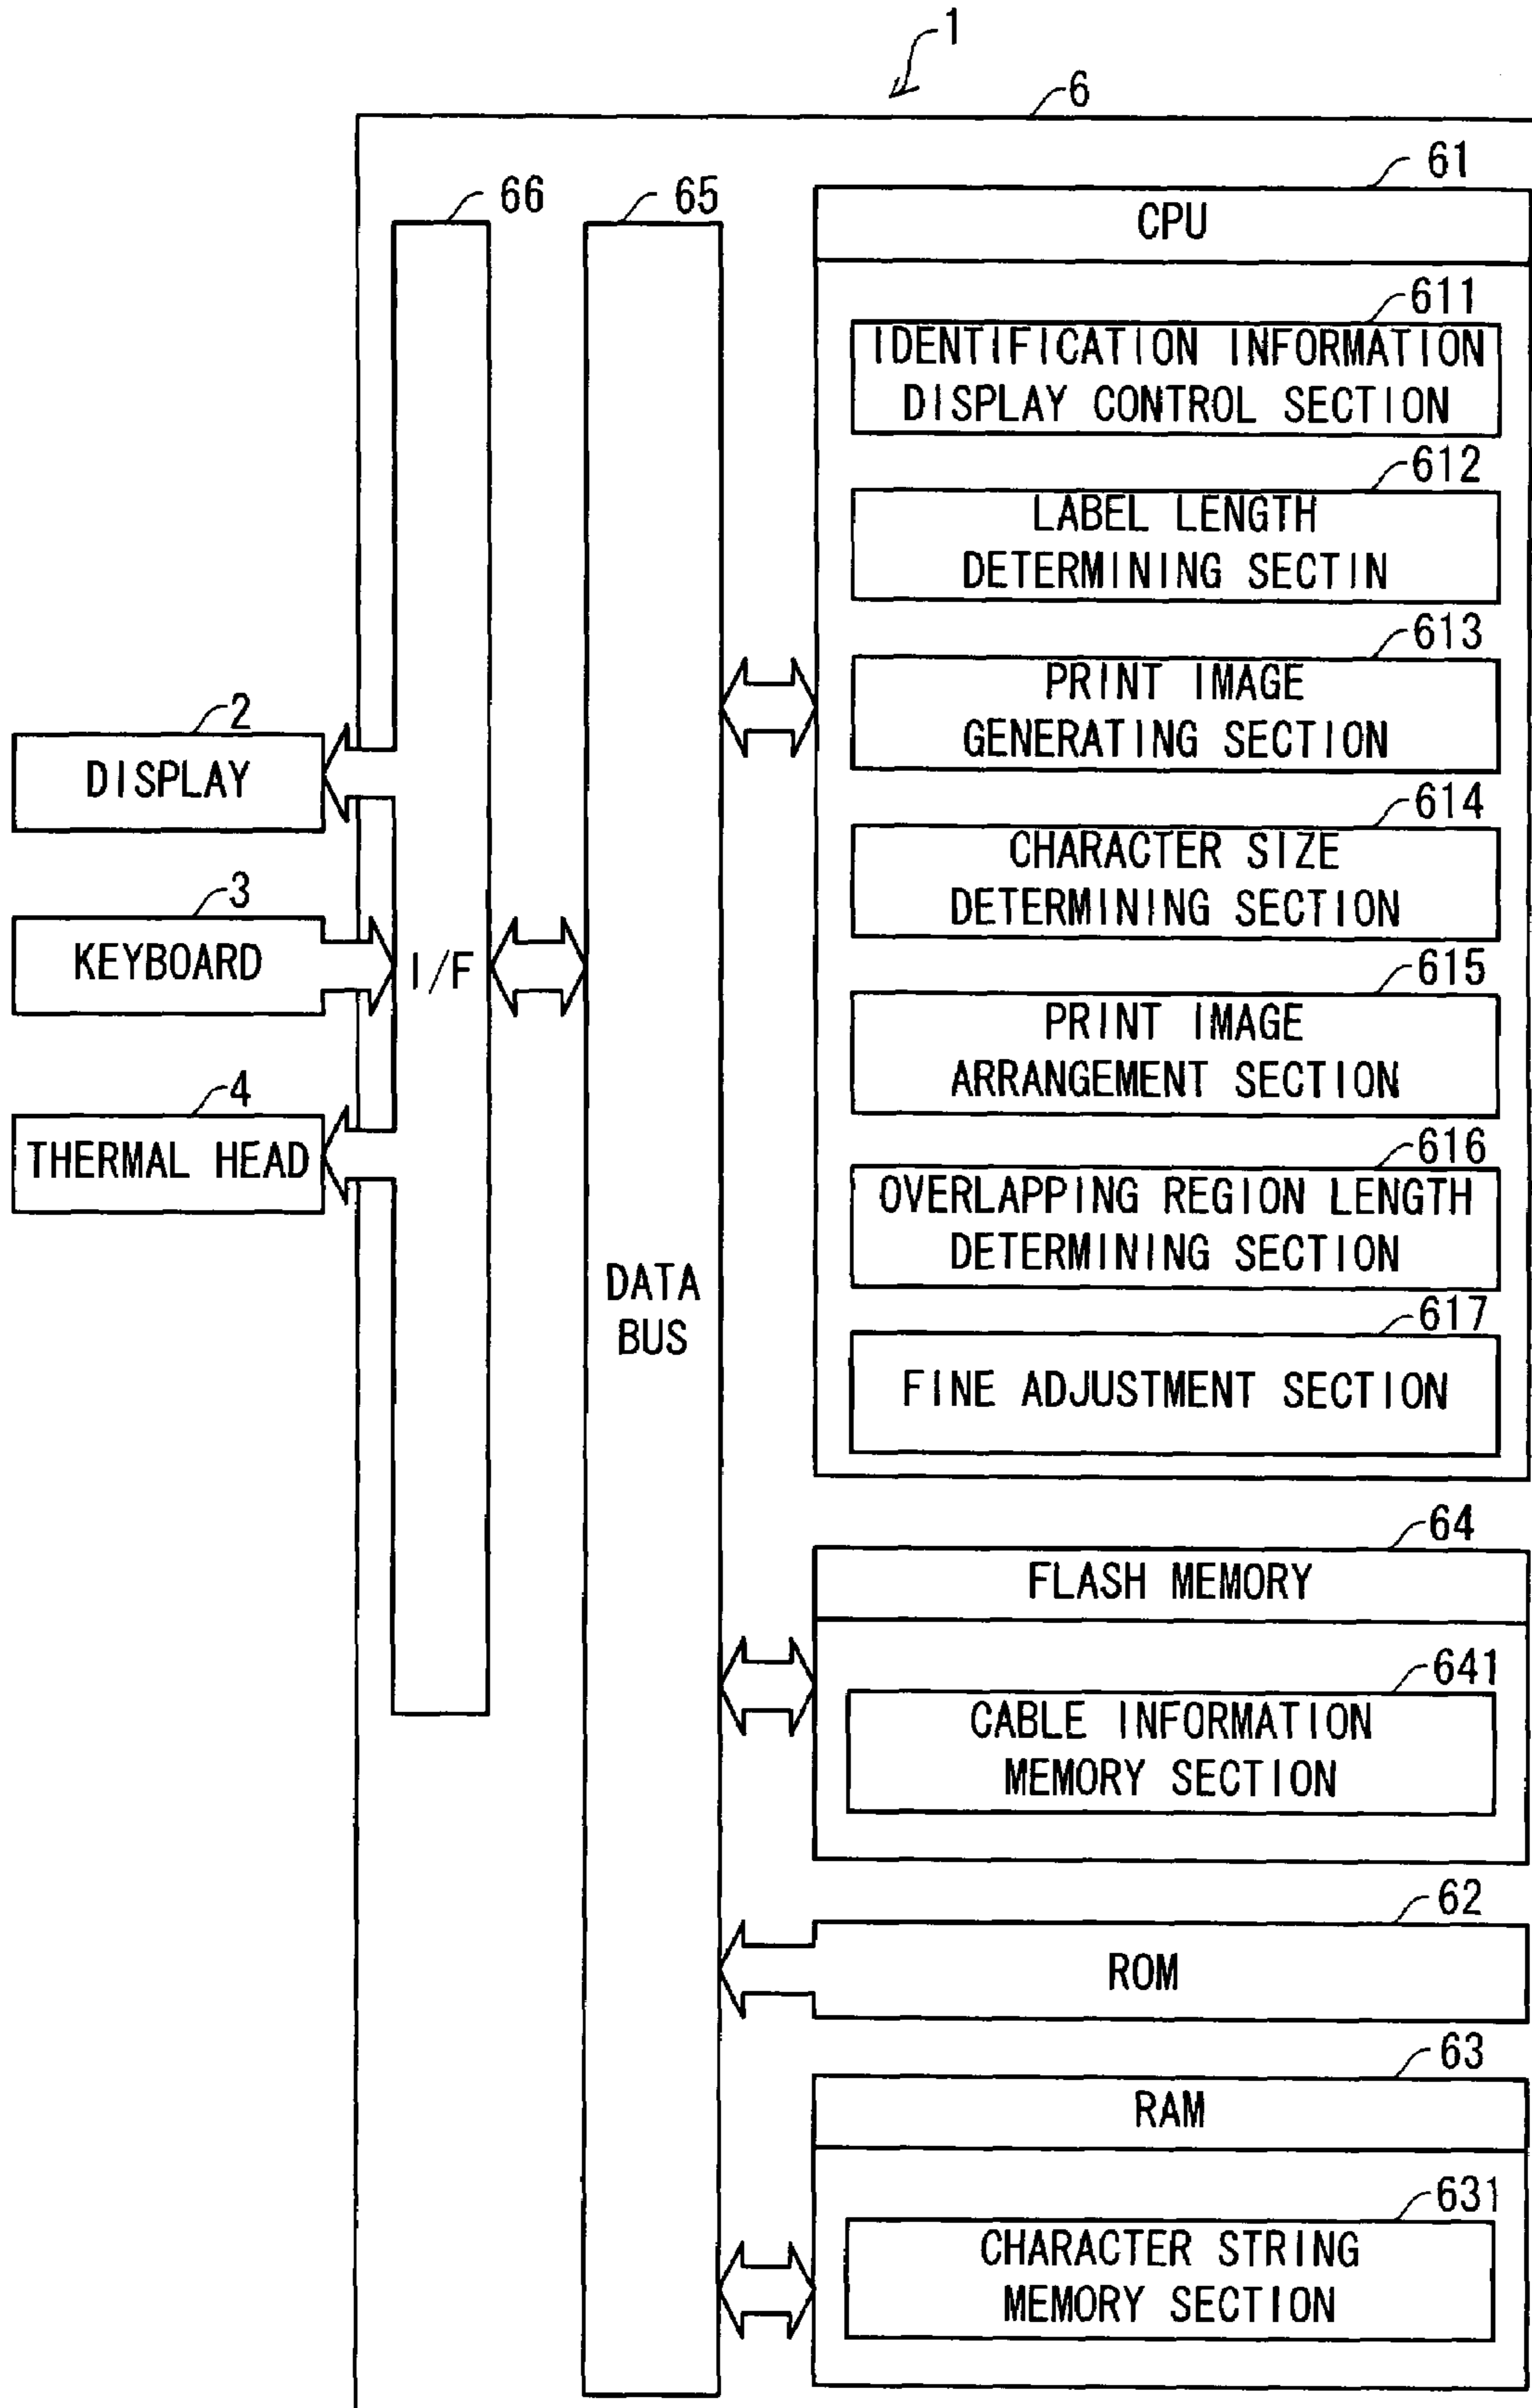 1
6
66
65
61
CPU
611
IDENTIFICATION INFORMATION
DISPLAY CONTROL SECTION
612
LABEL LENGTH
DETERMINING SECTIN
613
PRINT IMAGE
GENERATING SECTION
2
DISPLAY
614
CHARACTER SIZE
DETERMINING SECTION
3
KEYBOARD
I/F
615
PRINT IMAGE
ARRANGEMENT SECTION
4
THERMAL HEAD
616
OVERLAPPING REGION LENGTH
DETERMINING SECTION
DATA
BUS
617
FINE ADJUSTMENT SECTION
64
FLASH MEMORY
641
CABLE INFORMATION
MEMORY SECTION
62
ROM
63
RAM
631
CHARACTER STRING
MEMORY SECTION